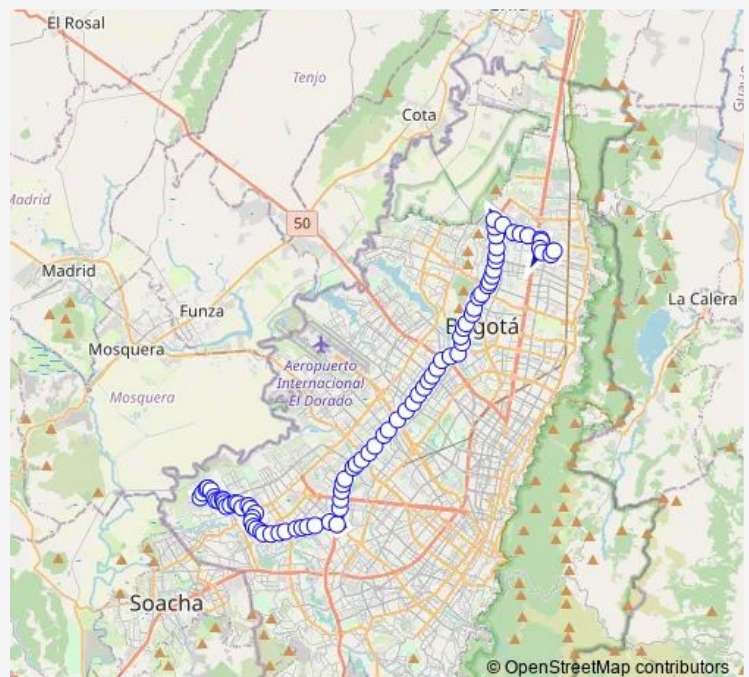 El Rosal
Tenjo
Cota
Madrid
50
Madrid
Funza
La Calera
Bogotá
Mosquera
Aeropuerto
Internacional
El Dorado
Mosquera
Soacha
© OpenStreetMap contributors